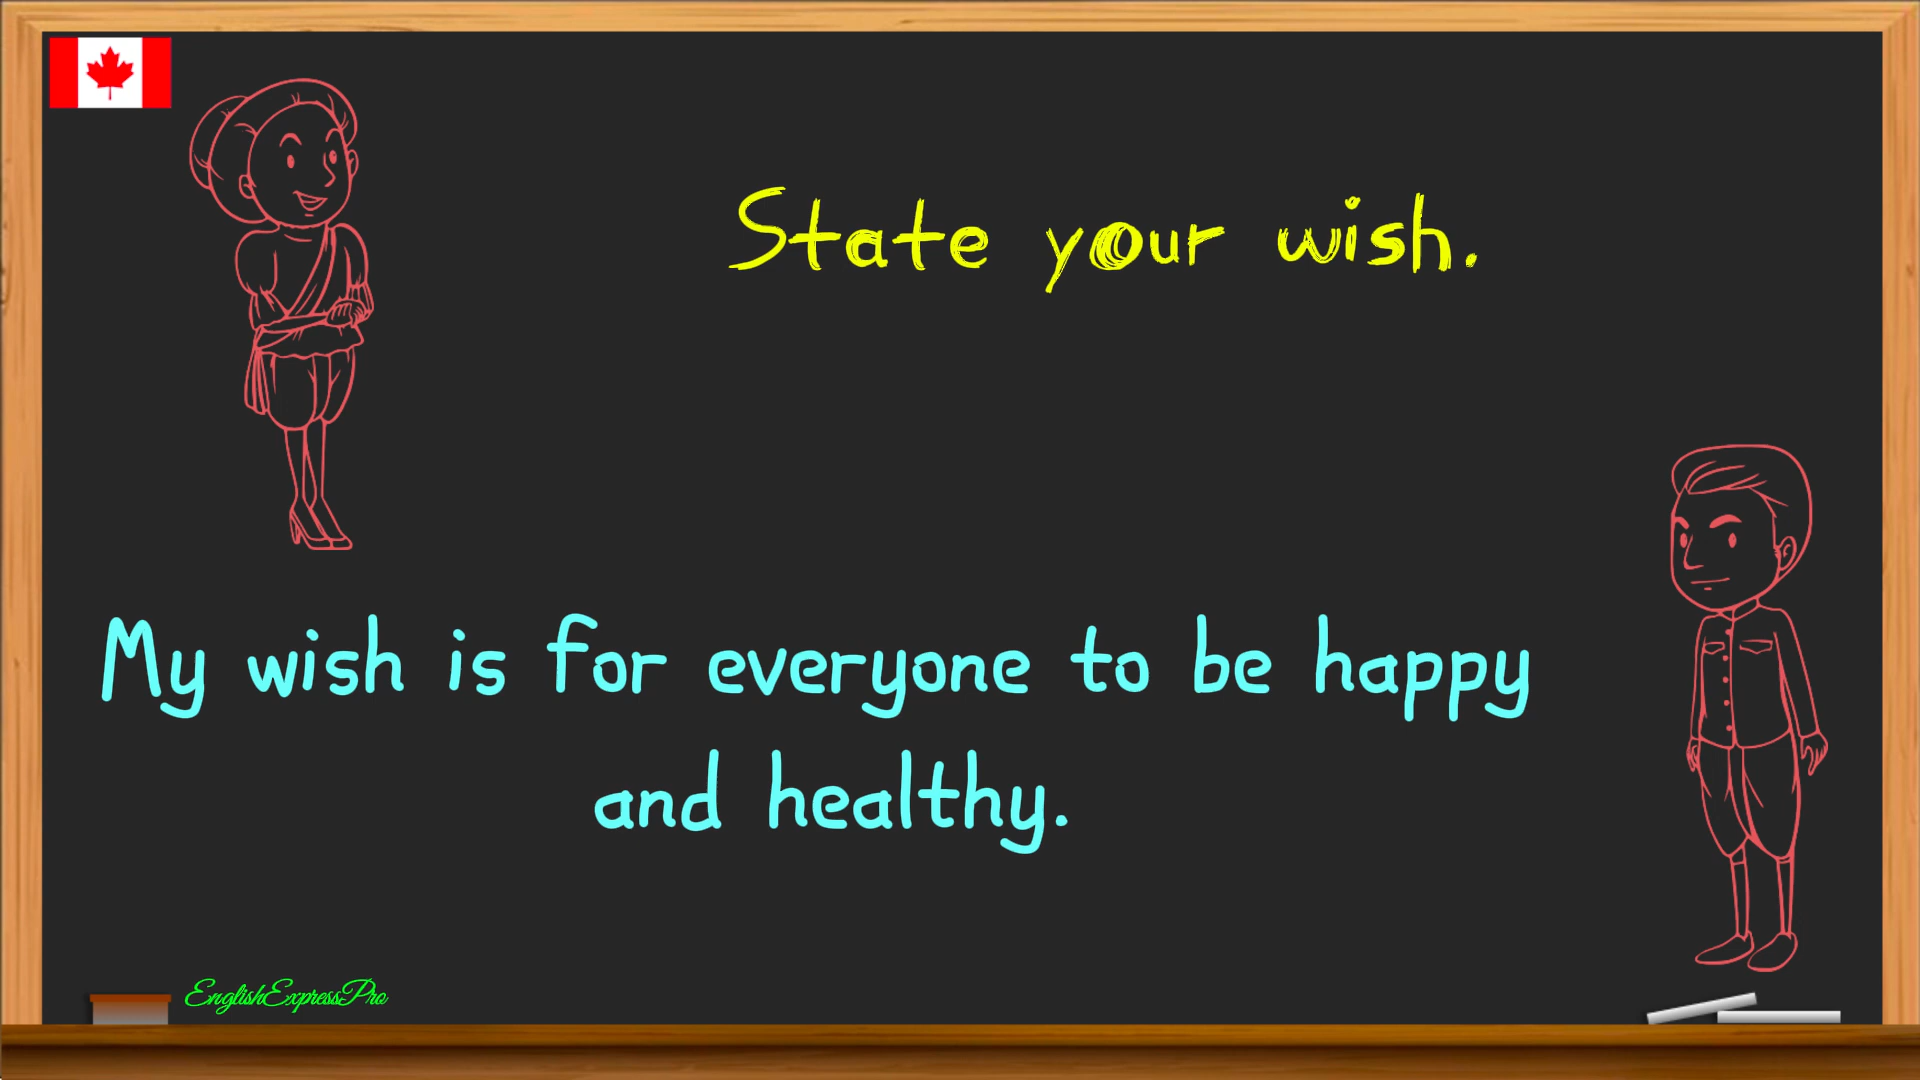 State your wish.
My wish is for everyone to be happy
and healthy.
EnglishExpressPro